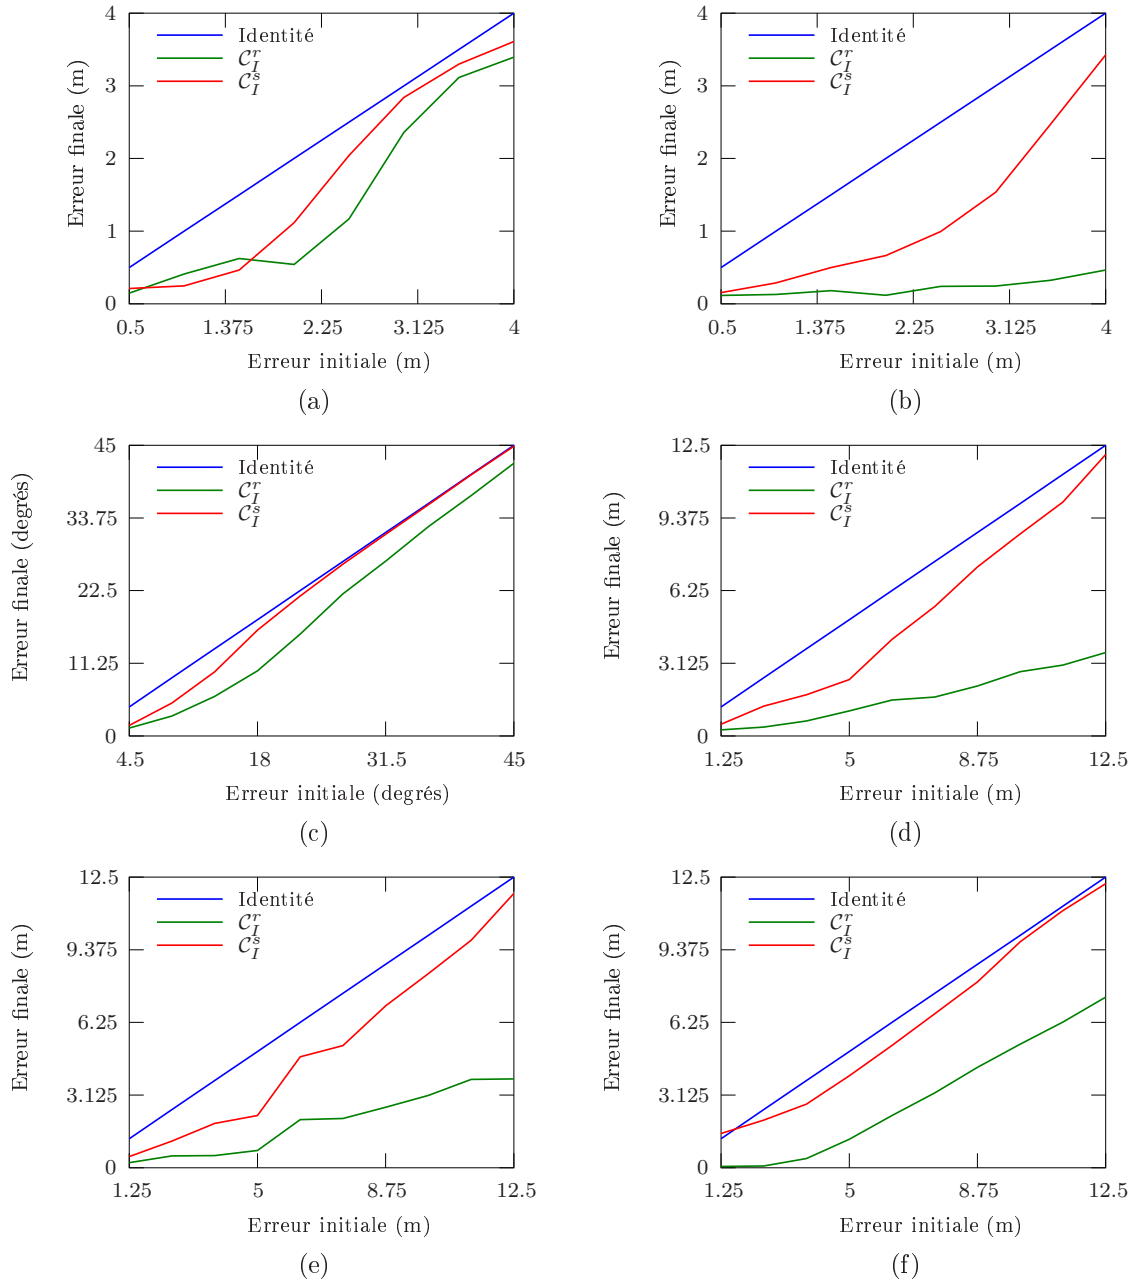 Erreur finale (m)
4
3
2
1
0
Identité
C_I^r
C_I^s
0.5 1.375 2.25 3.125 4
Erreur initiale (m)
(a)
Erreur finale (m)
4
3
2
1
0
Identité
C_I^r
C_I^s
0.5 1.375 2.25 3.125 4
Erreur initiale (m)
(b)
Erreur finale (degrés)
45
33.75
22.5
11.25
0
Identité
C_I^r
C_I^s
4.5 18 31.5 45
Erreur initiale (degrés)
(c)
Erreur finale (m)
12.5
9.375
6.25
3.125
0
Identité
C_I^r
C_I^s
1.25 5 8.75 12.5
Erreur initiale (m)
(d)
Erreur finale (m)
12.5
9.375
6.25
3.125
0
Identité
C_I^r
C_I^s
1.25 5 8.75 12.5
Erreur initiale (m)
(e)
Erreur finale (m)
12.5
9.375
6.25
3.125
0
Identité
C_I^r
C_I^s
1.25 5 8.75 12.5
Erreur initiale (m)
(f)